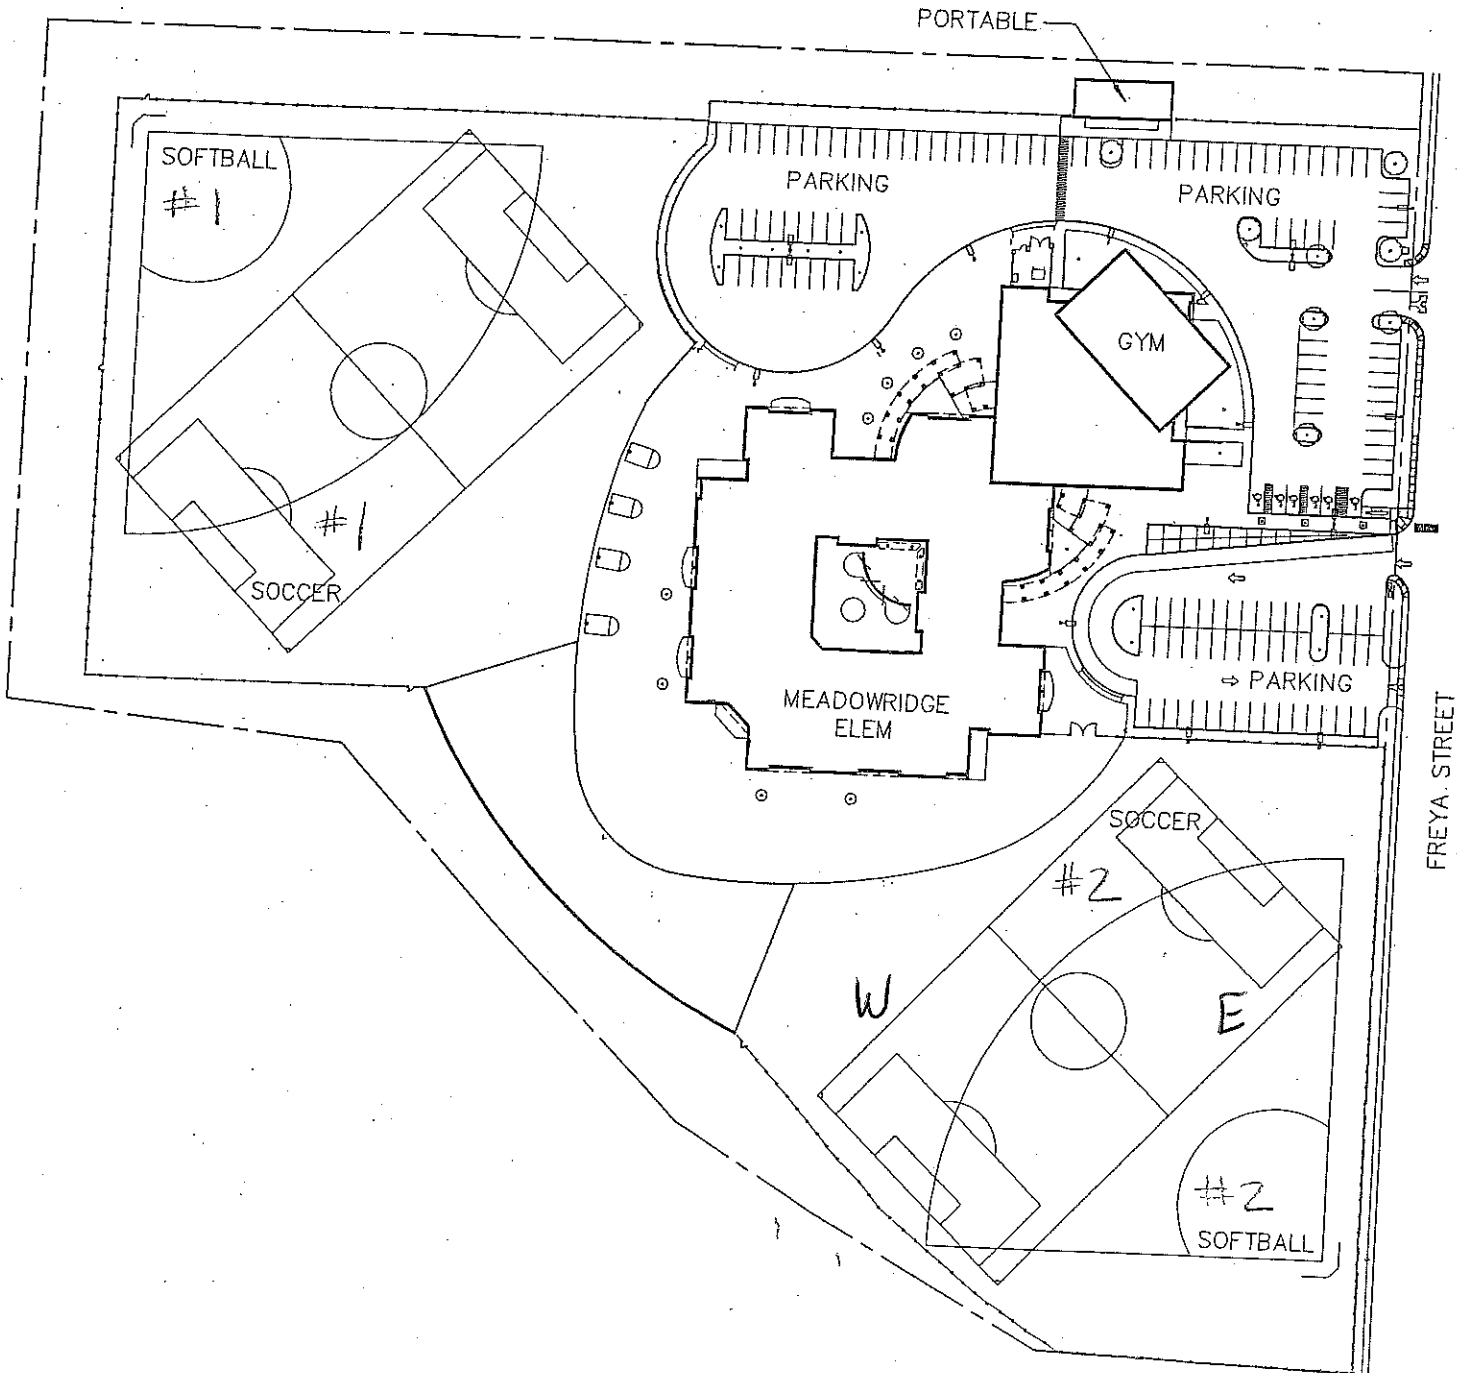 PORTABLE
SOFTBALL
#1
PARKING
PARKING
GYM
#1
SOCCER
MEADOWRIDGE
ELEM
PARKING
FREYA. STREET
SOCCER
#2
W
E
#2
SOFTBALL